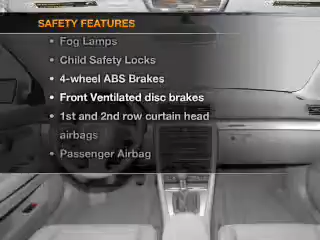 SAFETY FEATURES
• Fog Lamps
• Child Safety Locks
• 4-wheel ABS Brakes
• Front Ventilated disc brakes
• 1st and 2nd row curtain head
airbags
• Passenger Airbag